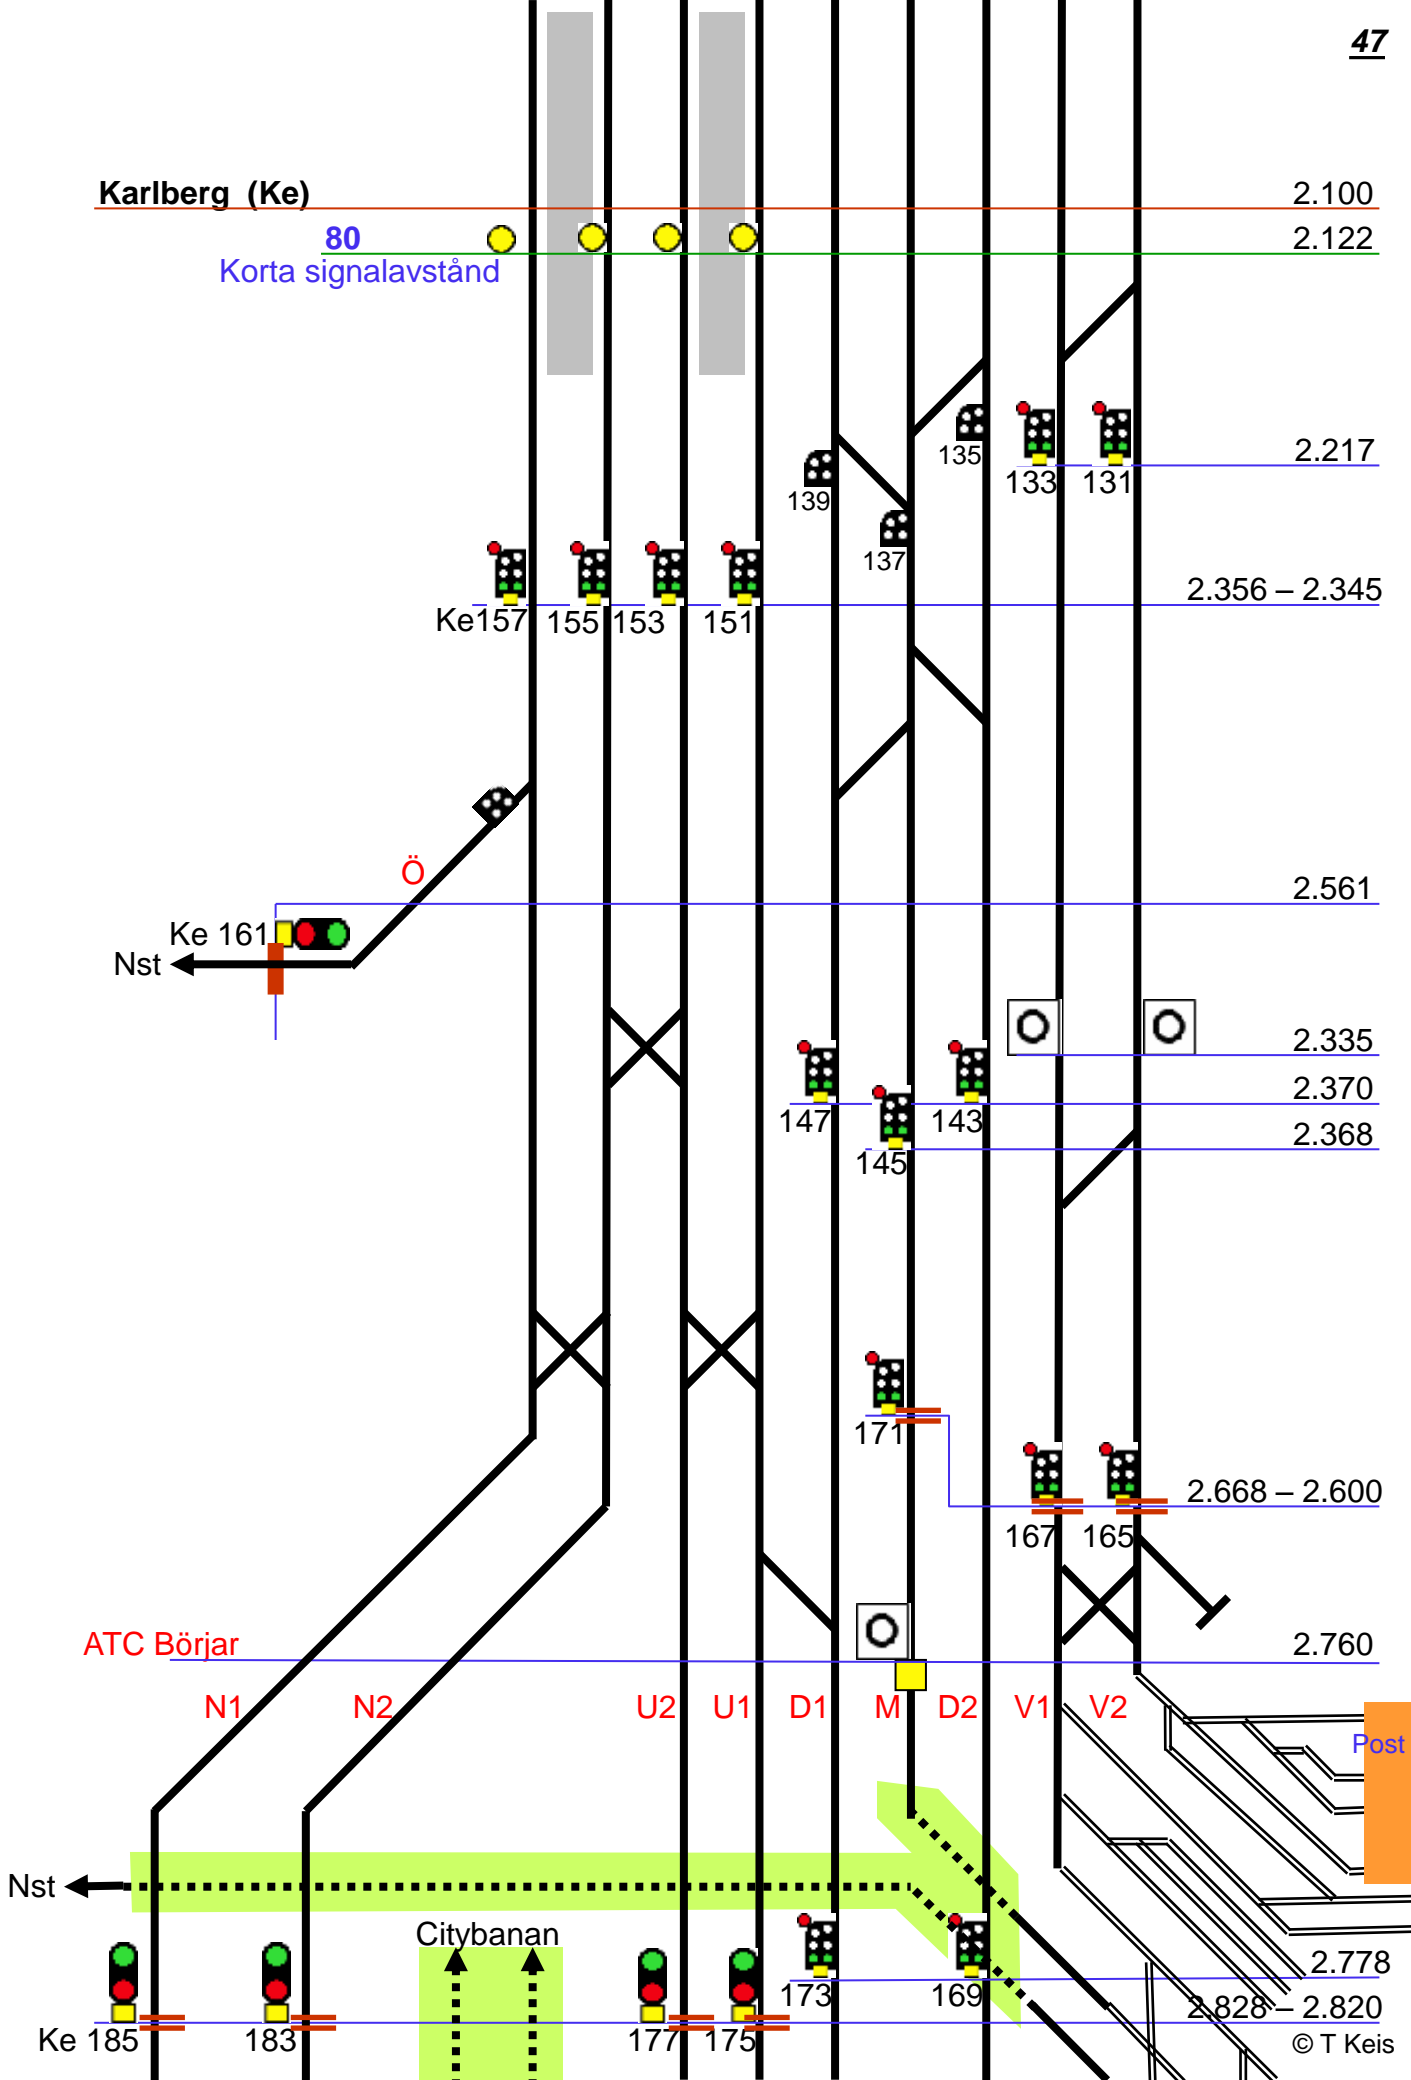 47
Karlberg (Ke) 2.100
80 2.122
Korta signalavstånd
135 2.217
133 131
139
137
2.356 – 2.345
Ke157 155 153 151
Ö
2.561
Ke 161
Nst
2.335
2.370
147 143
2.368
145
171
2.668 – 2.600
167 165
ATC Börjar 2.760
N1 N2 U2 U1 D1 M D2 V1 V2
Post
Nst
Citybanan
2.778
173 169
2.828 – 2.820
Ke 185 183 177 175
© T Keis